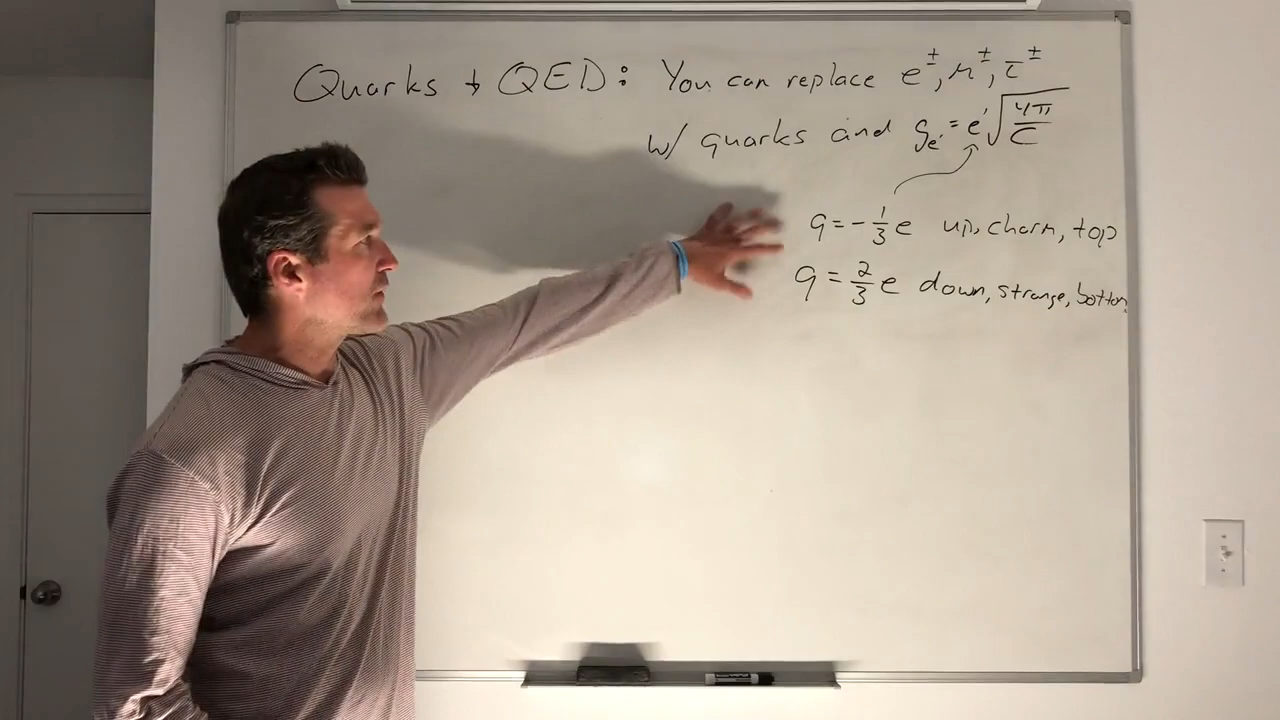 Quarks + QED: You can replace e±, μ±, τ±
w/ quarks and gₑ' = e'√(4π/c)
q = -1/3 e up, charm, top
q = 2/3 e down, strange, bottom